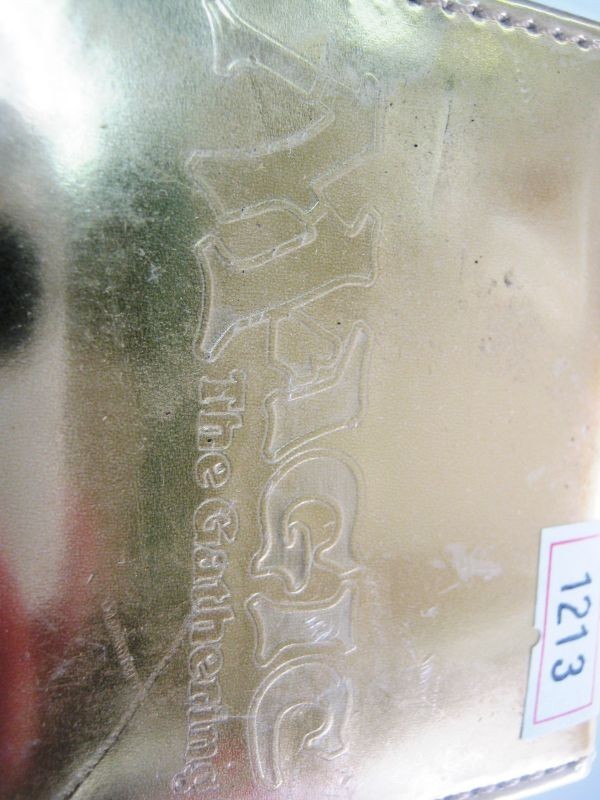 MAGIC
The Gathering
1213